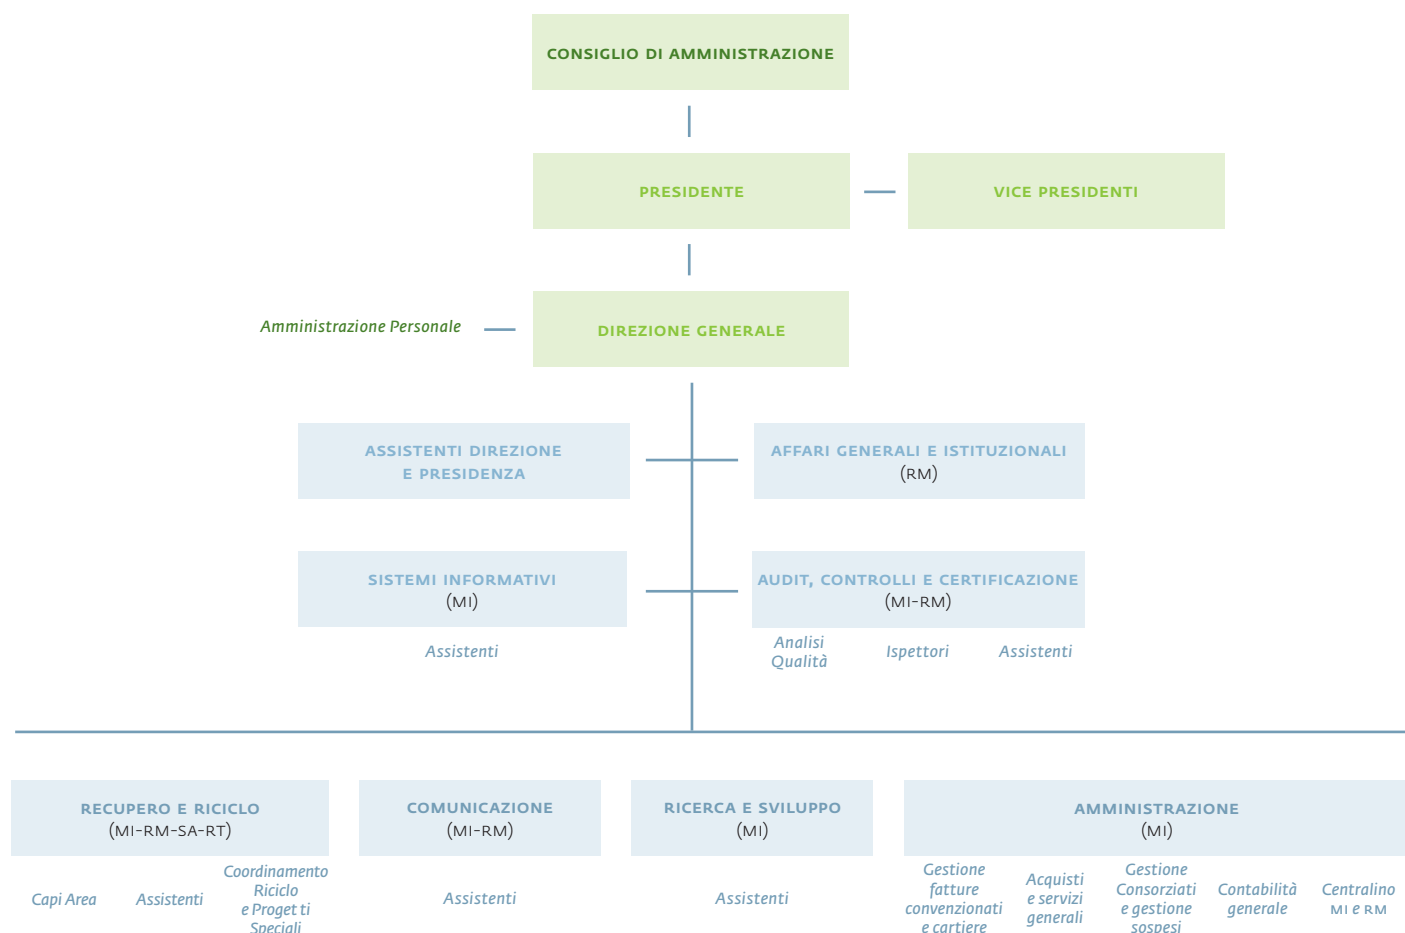 CONSIGLIO DI AMMINISTRAZIONE
PRESIDENTE
VICE PRESIDENTI
Amministrazione Personale
DIREZIONE GENERALE
ASSISTENTI DIREZIONE
E PRESIDENZA
AFFARI GENERALI E ISTITUZIONALI
(RM)
SISTEMI INFORMATIVI
(MI)
Assistenti
AUDIT, CONTROLLI E CERTIFICAZIONE
(MI-RM)
Analisi
Qualità
Ispettori
Assistenti
RECUPERO E RICICLO
(MI-RM-SA-RT)
Capi Area
Assistenti
Coordinamento
Riciclo
e Proget ti
Speciali
COMUNICAZIONE
(MI-RM)
Assistenti
RICERCA E SVILUPPO
(MI)
Assistenti
AMMINISTRAZIONE
(MI)
Gestione
fatture
convenzionati
e cartiere
Acquisti
e servizi
generali
Gestione
Consorziati
e gestione
sospesi
Contabilità
generale
Centralino
MI e RM